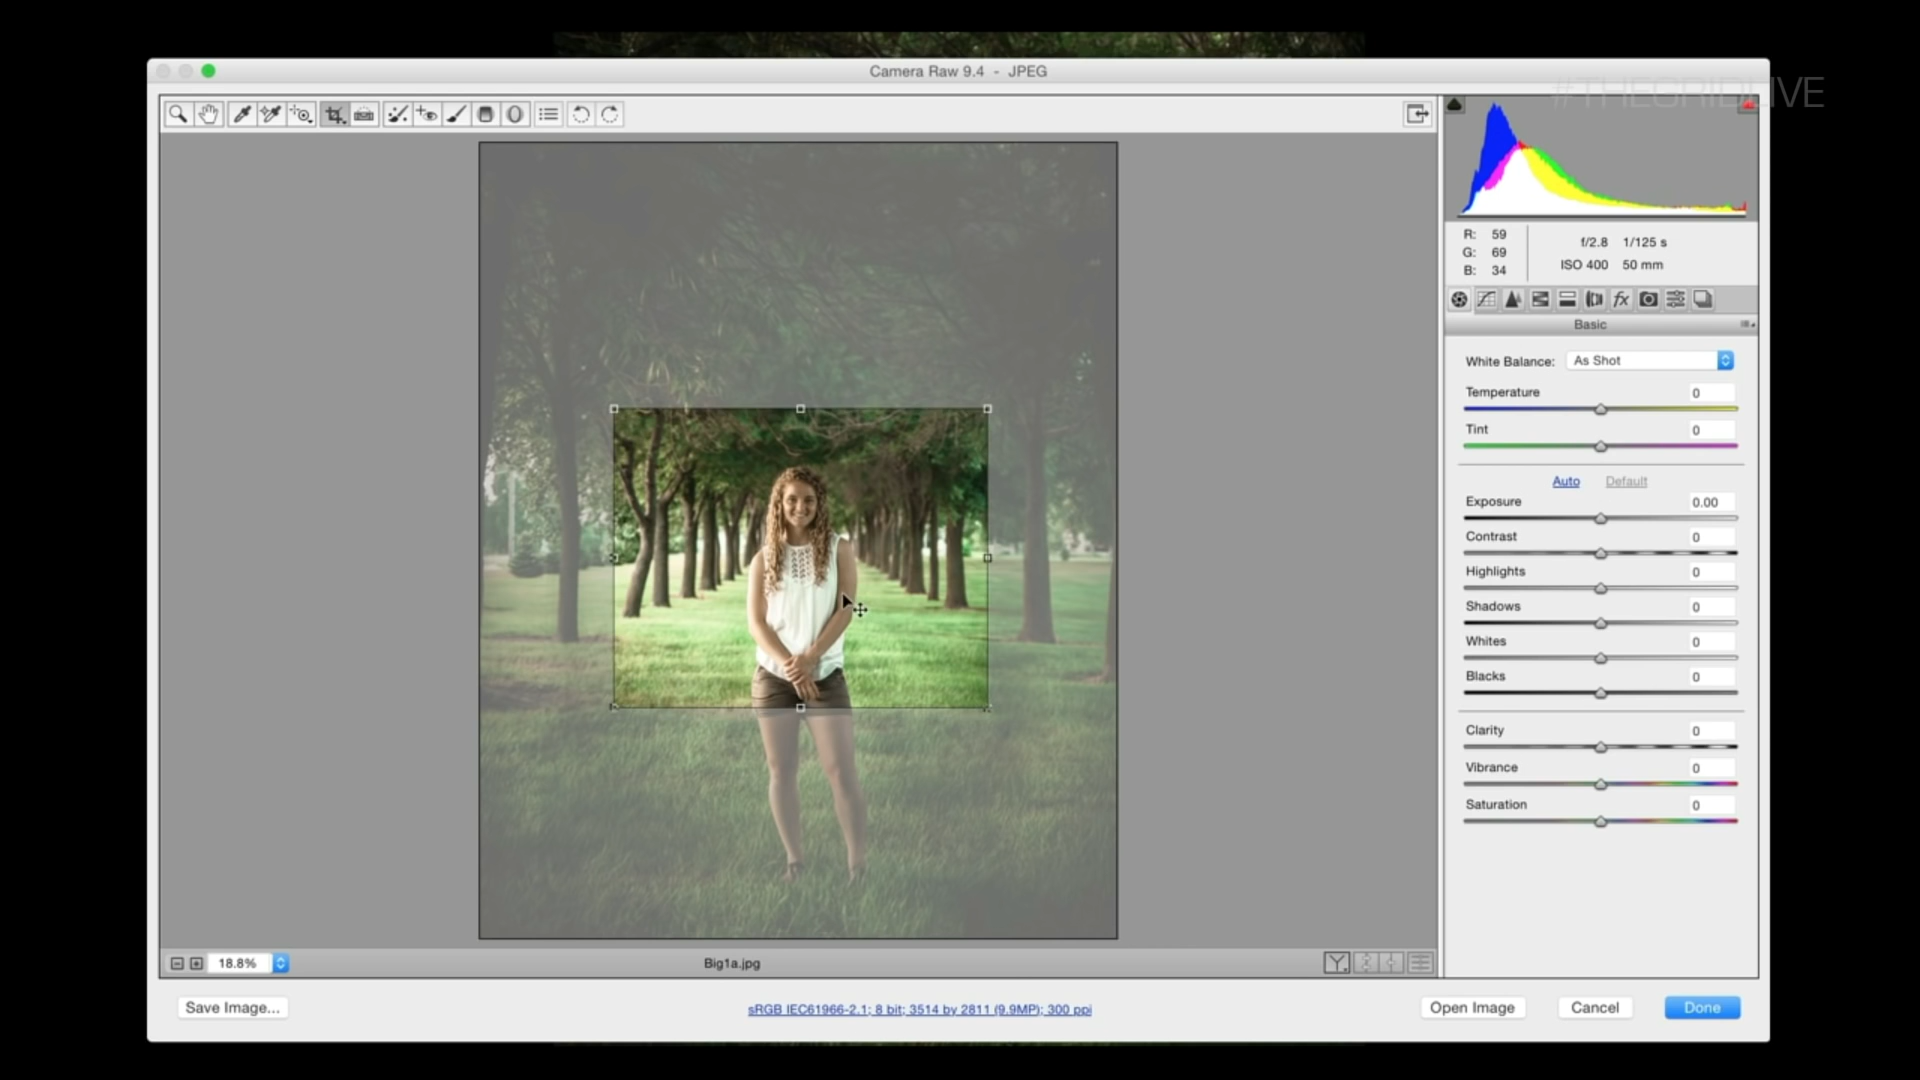 Camera Raw 9.4 - JPEG
#THEGRIDLIVE
R: 59
G: 69
B: 34
f/2.8 1/125 s
ISO 400 50 mm
fx
Basic
White Balance: As Shot
Temperature 0
Tint 0
Auto Default
Exposure 0.00
Contrast 0
Highlights 0
Shadows 0
Whites 0
Blacks 0
Clarity 0
Vibrance 0
Saturation 0
18.8%
Big1a.jpg
Y
Save Image...
sRGB IEC61966-2.1; 8 bit; 3514 by 2811 (9.9MP); 300 ppi
Open Image
Cancel
Done